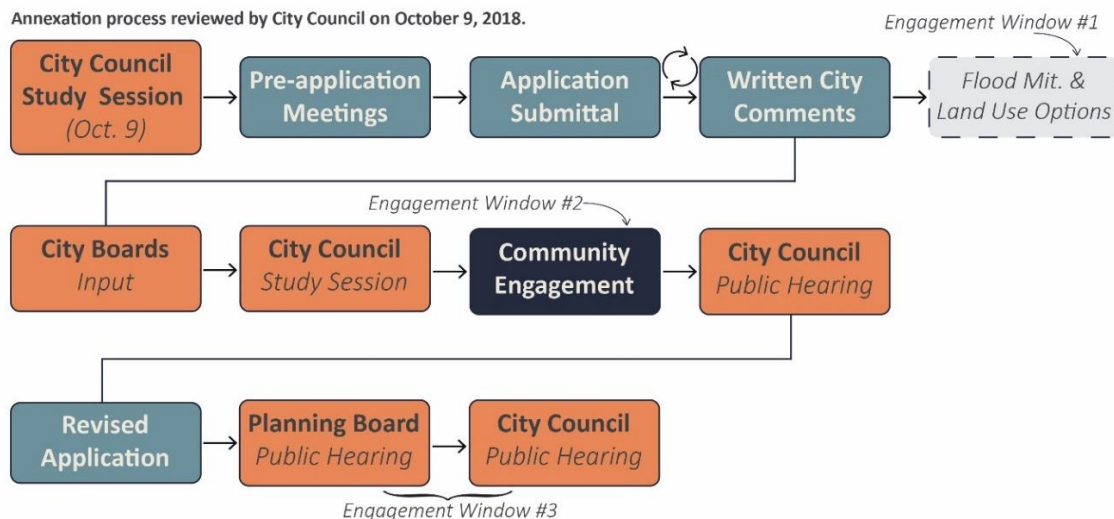 Annexation process reviewed by City Council on October 9, 2018.
Engagement Window #1
City Council
Study Session
(Oct. 9)
Pre-application
Meetings
Application
Submittal
Written City
Comments
Flood Mit. &
Land Use Options
Engagement Window #2
City Boards
Input
City Council
Study Session
Community
Engagement
City Council
Public Hearing
Revised
Application
Planning Board
Public Hearing
City Council
Public Hearing
Engagement Window #3